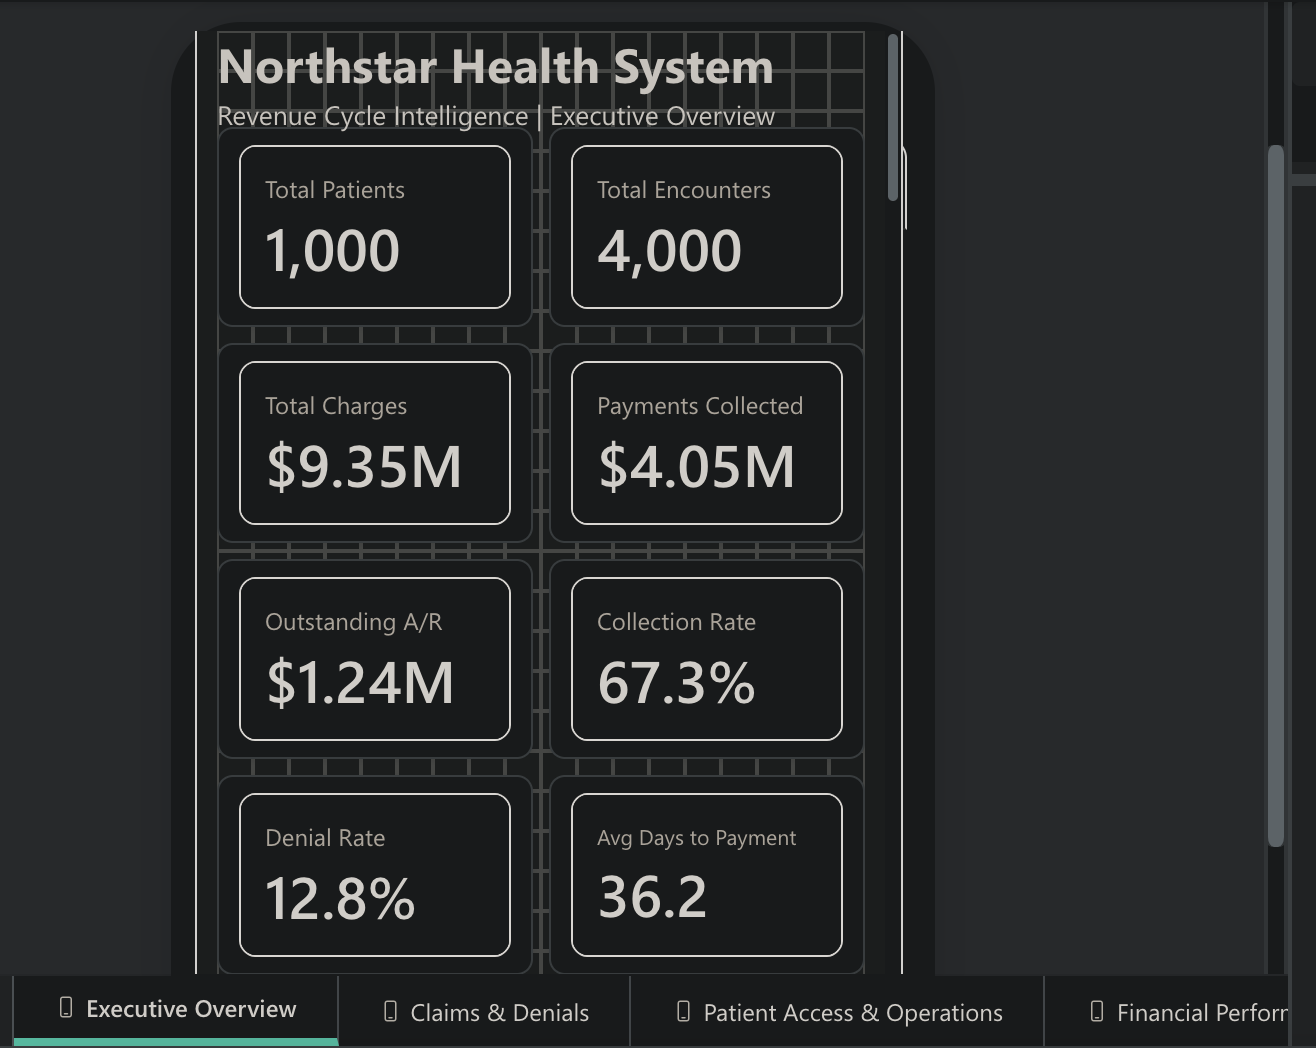 Northstar Health System
Revenue Cycle Intelligence | Executive Overview
Total Patients
1,000
Total Encounters
4,000
Total Charges
$9.35M
Payments Collected
$4.05M
Outstanding A/R
$1.24M
Collection Rate
67.3%
Denial Rate
12.8%
Avg Days to Payment
36.2
Executive Overview
Claims & Denials
Patient Access & Operations
Financial Perfor